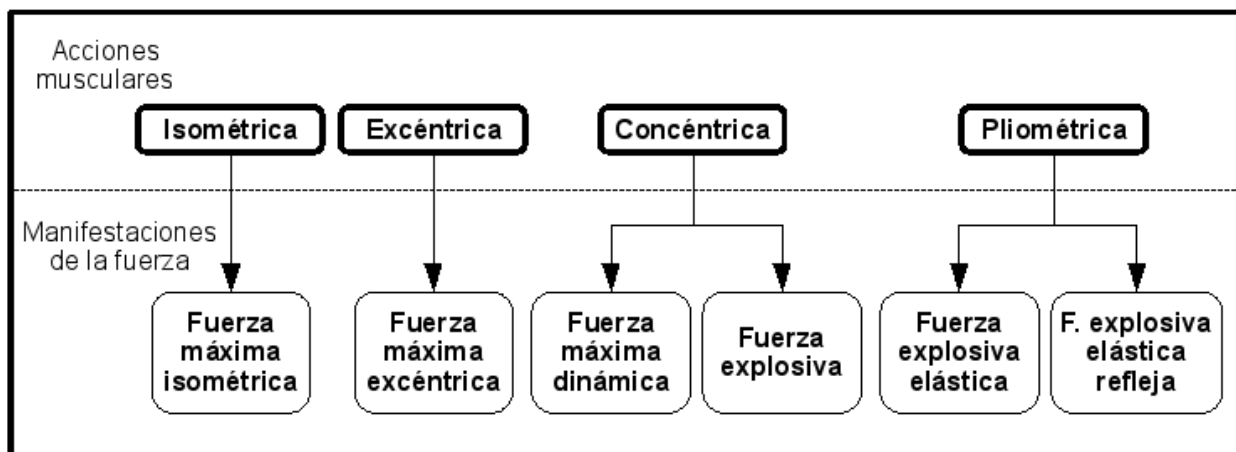 Acciones
musculares
Isométrica
Excéntrica
Concéntrica
Pliométrica
Manifestaciones
de la fuerza
Fuerza
máxima
isométrica
Fuerza
máxima
excéntrica
Fuerza
máxima
dinámica
Fuerza
explosiva
Fuerza
explosiva
elástica
F. explosiva
elástica
refleja